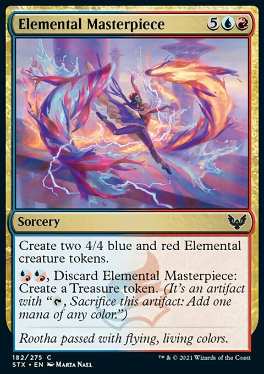 Elemental Masterpiece 5
Sorcery
Create two 4/4 blue and red Elemental
creature tokens.
, Discard Elemental Masterpiece:
Create a Treasure token. (It's an artifact
with “, Sacrifice this artifact: Add one
mana of any color.”)
Rootha passed with flying, living colors.
182/275 C
STX • EN Marta Nael
™ & © 2021 Wizards of the Coast